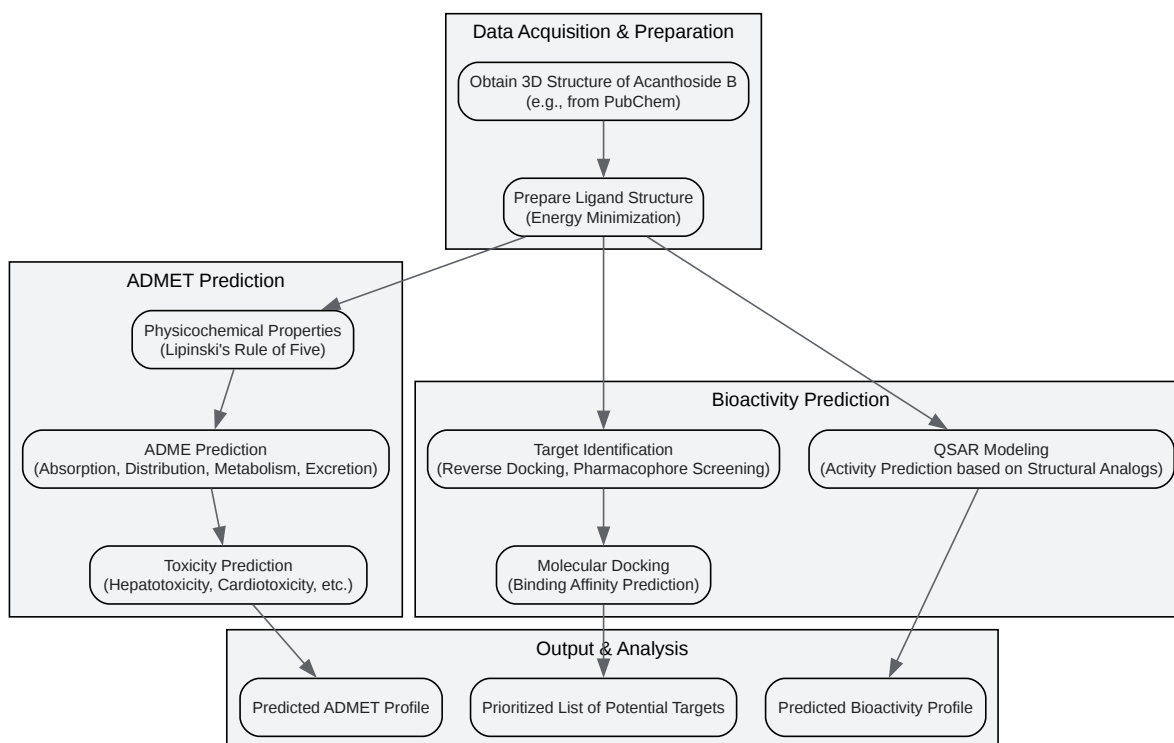 Data Acquisition & Preparation
Obtain 3D Structure of Acanthoside B
(e.g., from PubChem)
Prepare Ligand Structure
(Energy Minimization)
ADMET Prediction
Physicochemical Properties
(Lipinski's Rule of Five)
ADME Prediction
(Absorption, Distribution, Metabolism, Excretion)
Toxicity Prediction
(Hepatotoxicity, Cardiotoxicity, etc.)
Bioactivity Prediction
Target Identification
(Reverse Docking, Pharmacophore Screening)
QSAR Modeling
(Activity Prediction based on Structural Analogs)
Molecular Docking
(Binding Affinity Prediction)
Output & Analysis
Predicted ADMET Profile
Prioritized List of Potential Targets
Predicted Bioactivity Profile